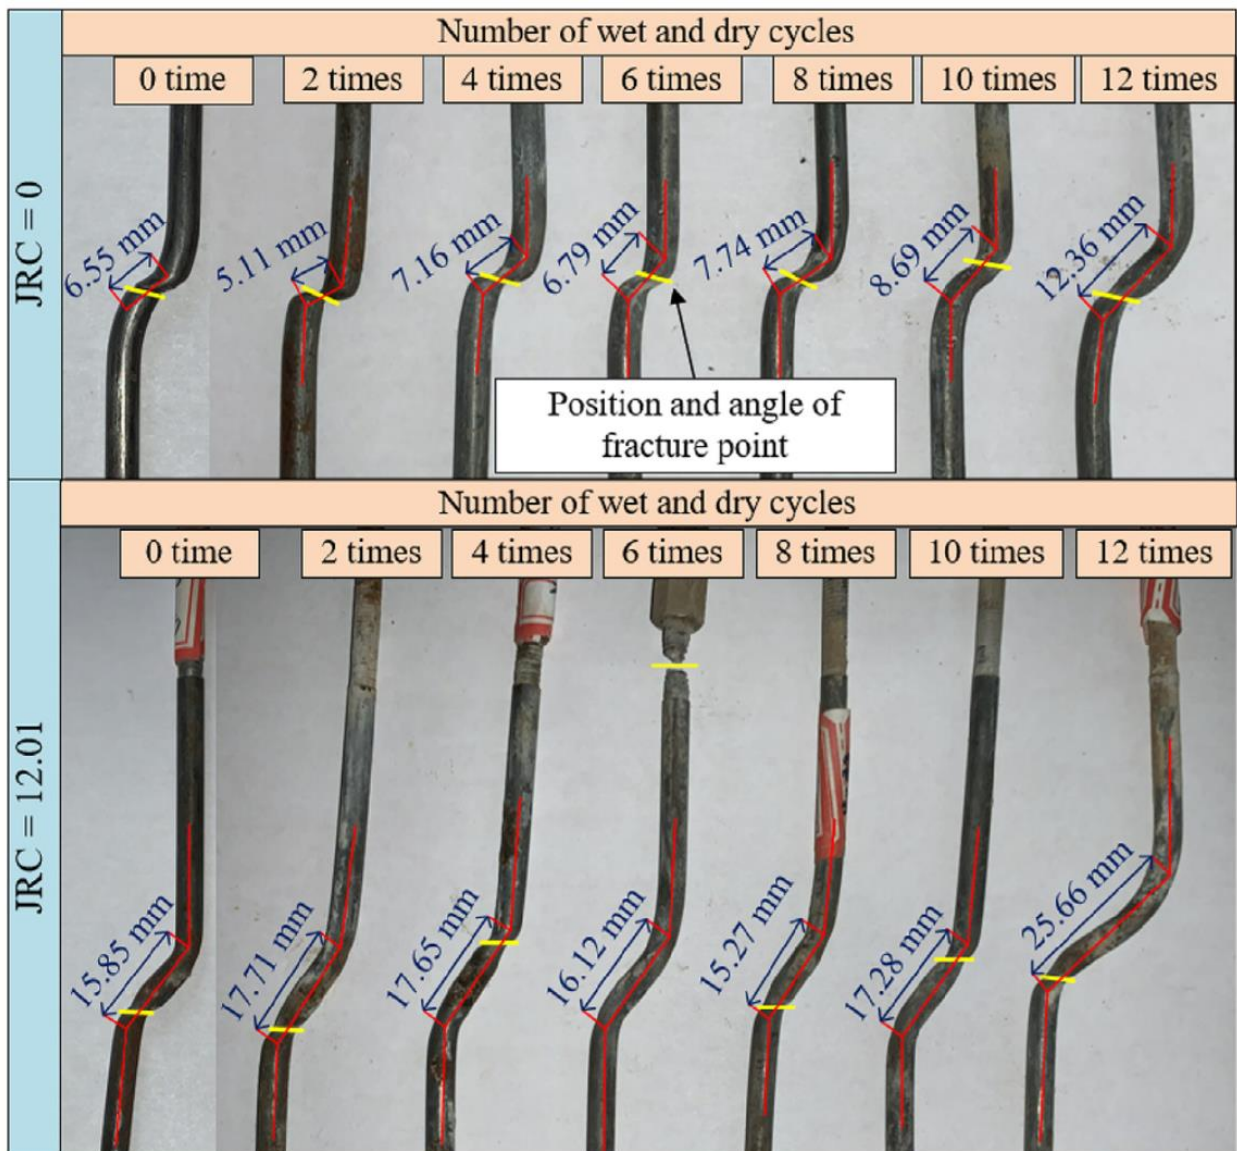 Number of wet and dry cycles
0 time
2 times
4 times
6 times
8 times
10 times
12 times
JRC = 0
6.55 mm
5.11 mm
7.16 mm
6.79 mm
7.74 mm
8.69 mm
12.36 mm
Position and angle of
fracture point
Number of wet and dry cycles
0 time
2 times
4 times
6 times
8 times
10 times
12 times
JRC = 12.01
15.85 mm
17.71 mm
17.65 mm
16.12 mm
15.27 mm
17.28 mm
25.66 mm